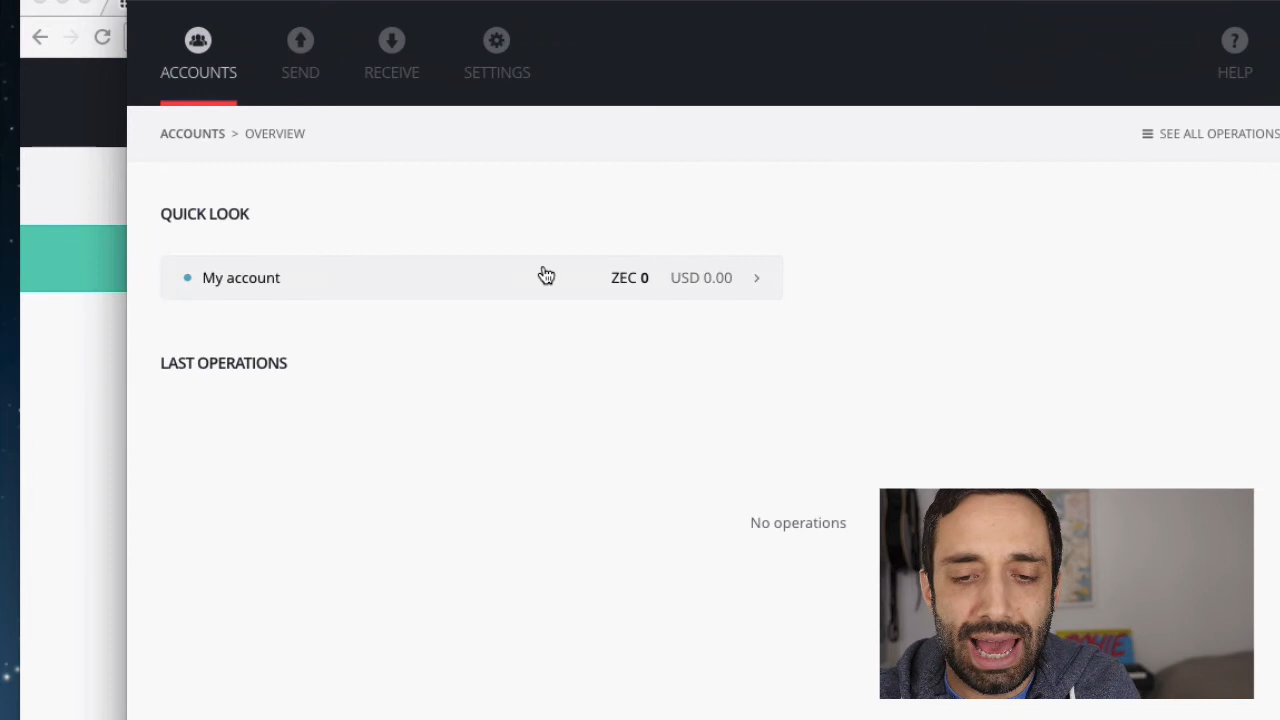 ACCOUNTS SEND RECEIVE SETTINGS HELP
ACCOUNTS > OVERVIEW SEE ALL OPERATIONS
QUICK LOOK
My account ZEC 0 USD 0.00 >
LAST OPERATIONS
No operations